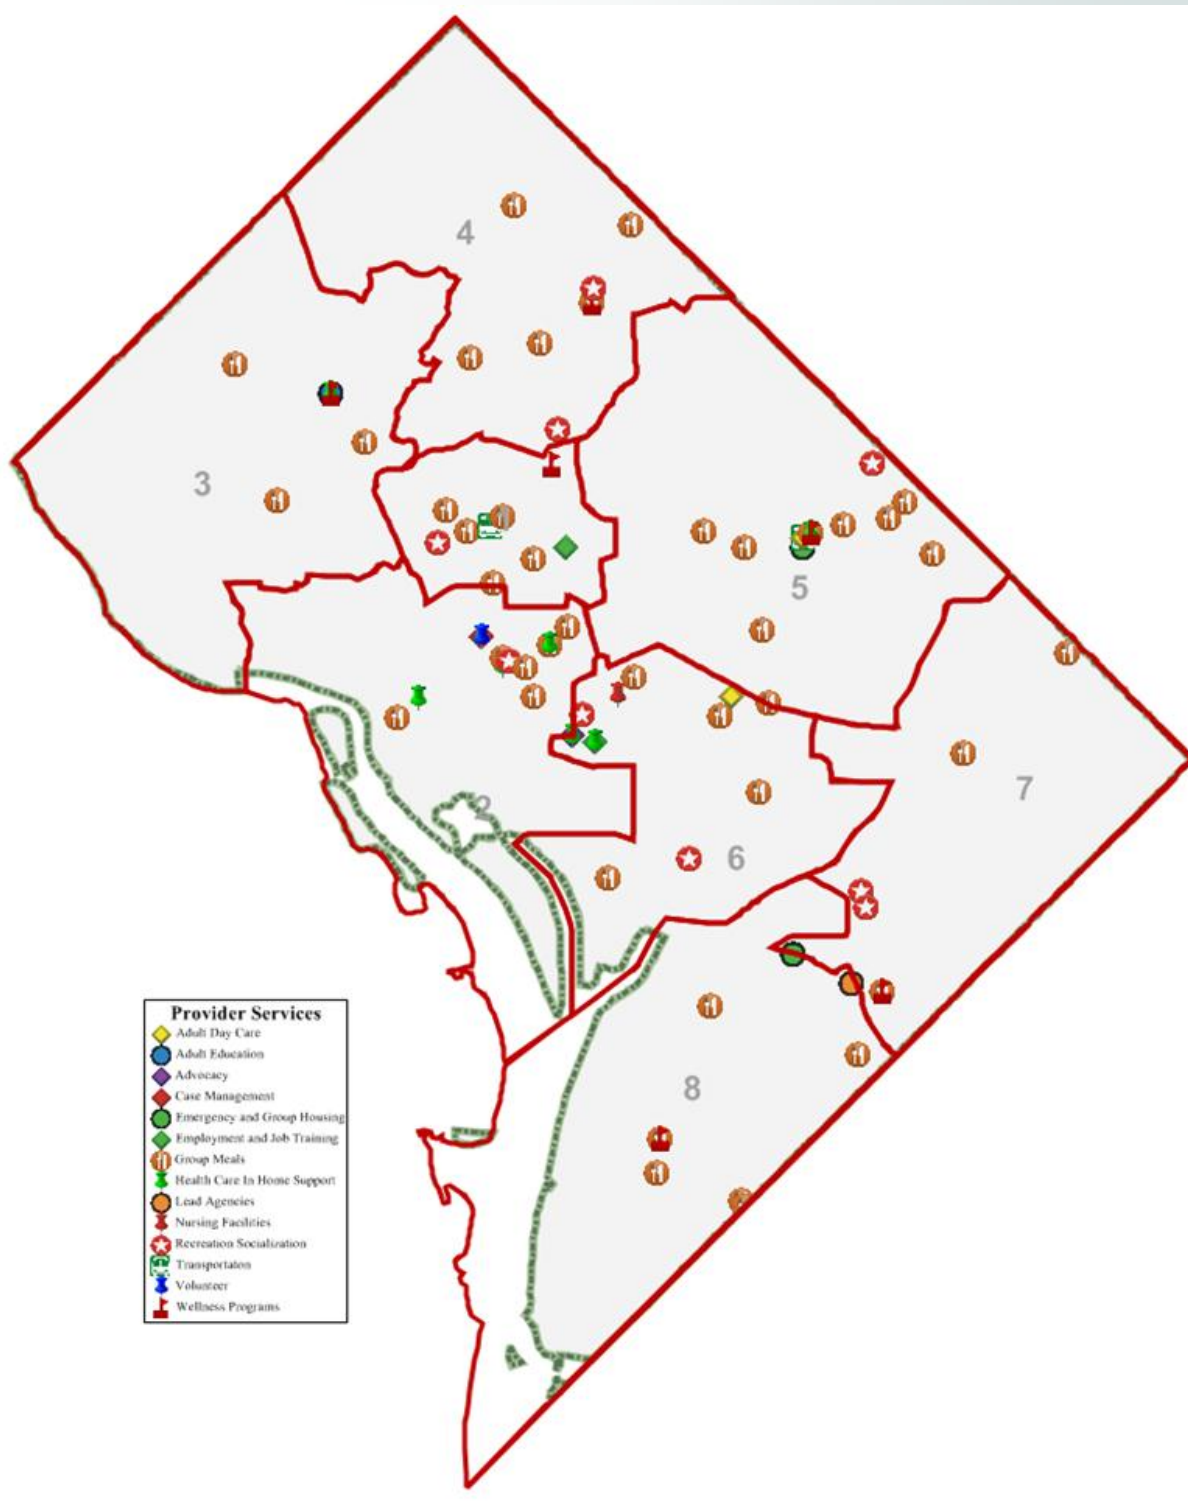 4
3
5
2
7
6
8
Provider Services
Adult Day Care
Adult Education
Advocacy
Case Management
Emergency and Group Housing
Employment and Job Training
Group Meals
Health Care In Home Support
Lead Agencies
Nursing Facilities
Recreation Socialization
Transportaton
Volunteer
Wellness Programs